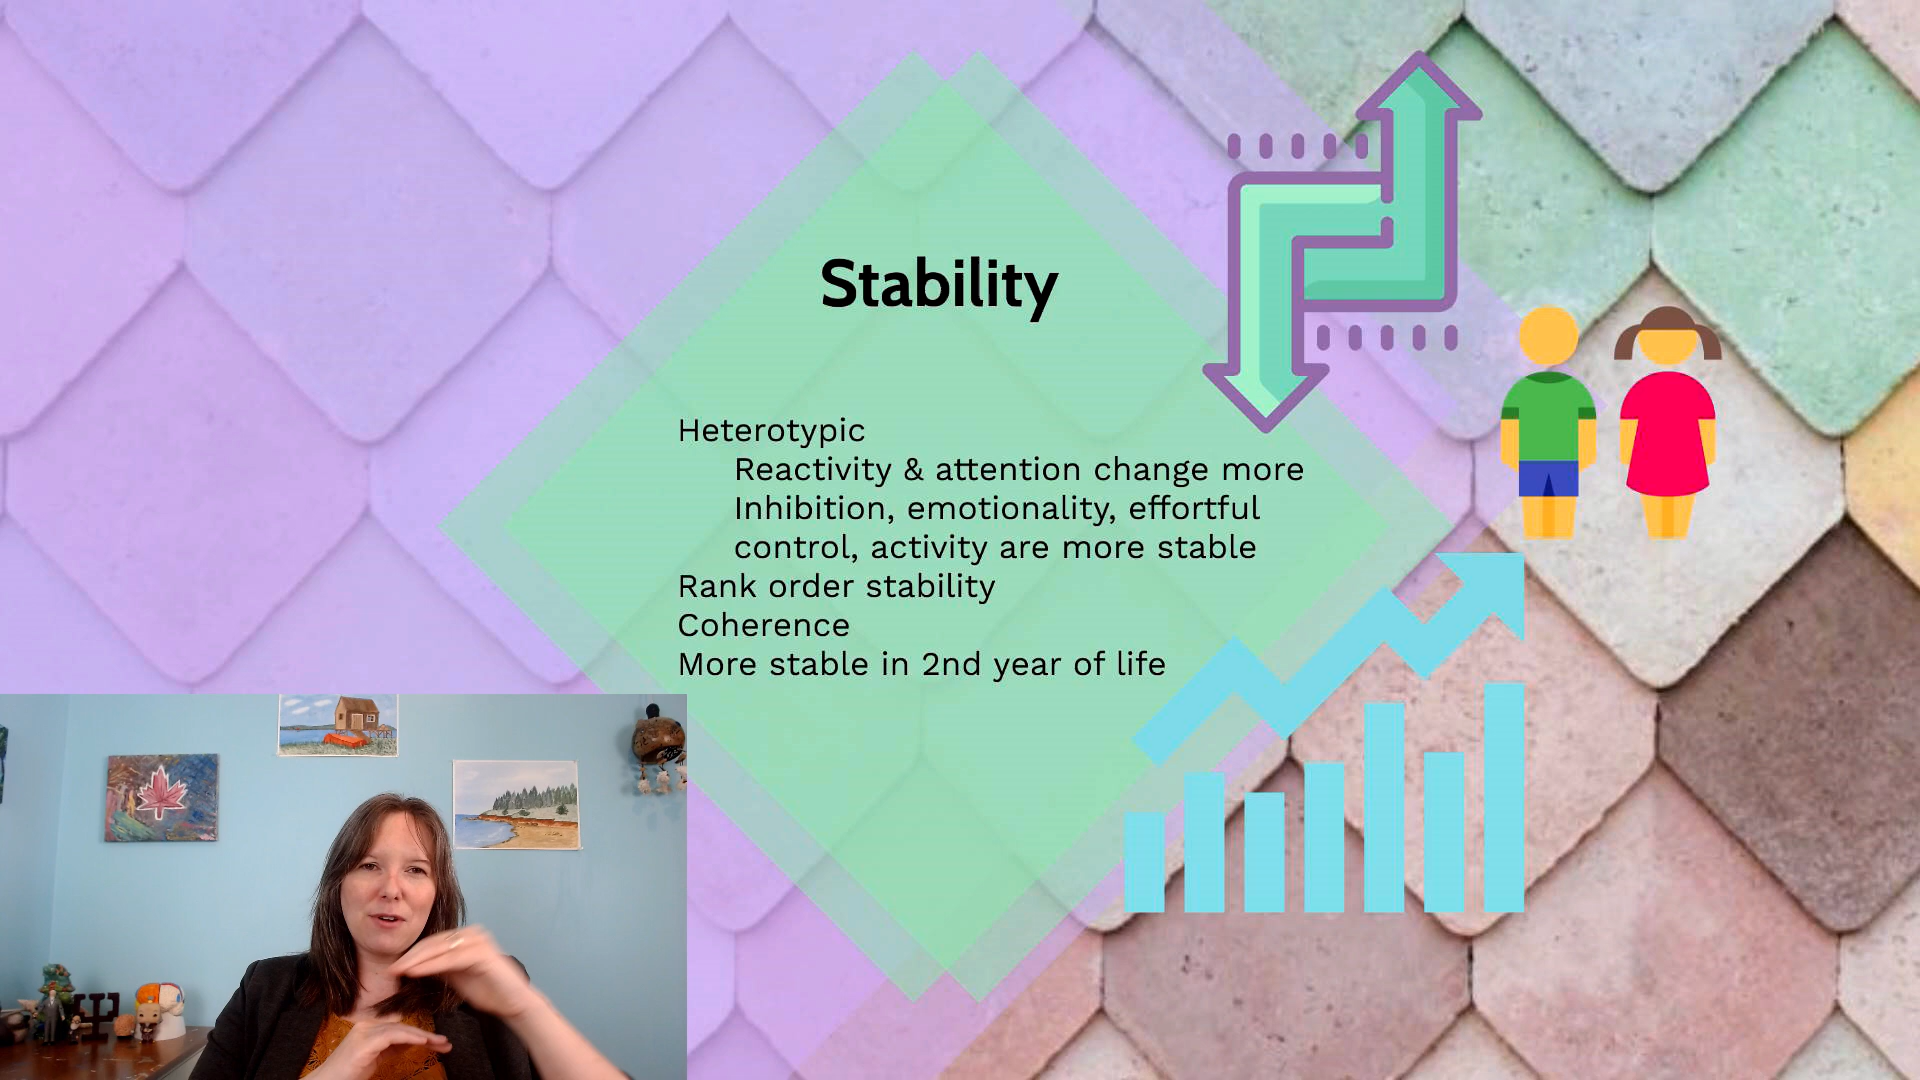 Stability
Heterotypic
Reactivity & attention change more
Inhibition, emotionality, effortful
control, activity are more stable
Rank order stability
Coherence
More stable in 2nd year of life